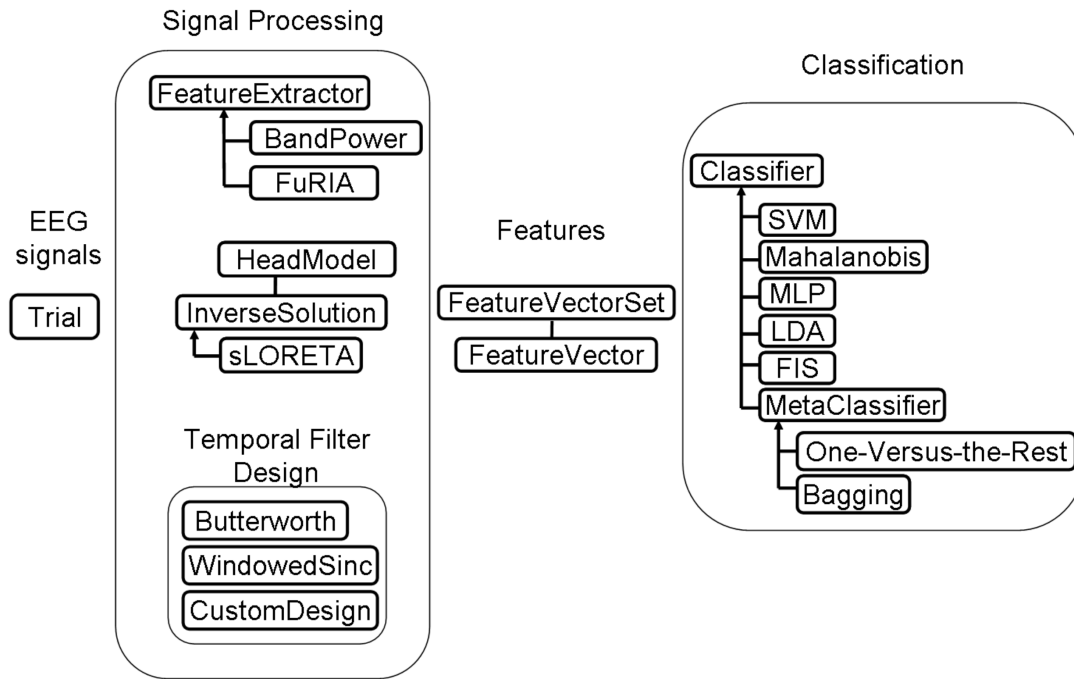 Signal Processing
FeatureExtractor
BandPower
FuRIA
EEG
signals
Trial
HeadModel
InverseSolution
sLORETA
Temporal Filter
Design
Butterworth
WindowedSinc
CustomDesign
Features
FeatureVectorSet
FeatureVector
Classification
Classifier
SVM
Mahalanobis
MLP
LDA
FIS
MetaClassifier
One-Versus-the-Rest
Bagging